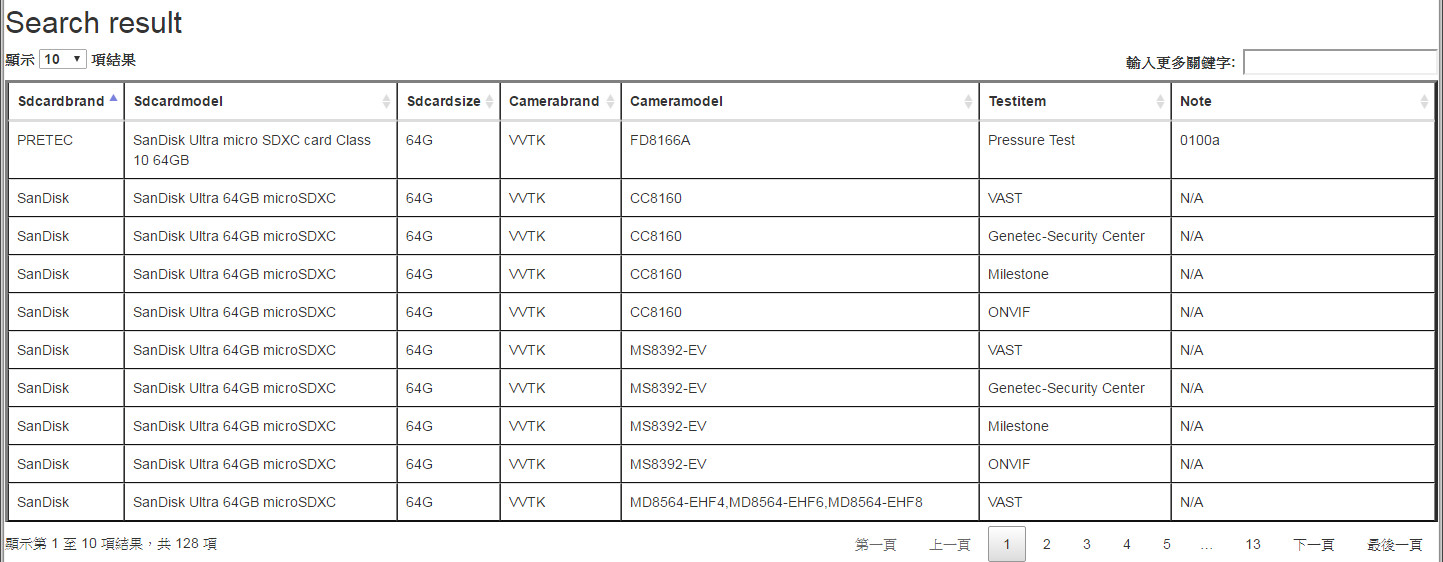 Search result
顯示 10 項結果
輸入更多關鍵字:
Sdcardbrand Sdcardmodel Sdcardsize Camerabrand Cameramodel Testitem Note
PRETEC SanDisk Ultra micro SDXC card Class 64G VVTK FD8166A Pressure Test 0100a
10 64GB
SanDisk SanDisk Ultra 64GB microSDXC 64G VVTK CC8160 VAST N/A
SanDisk SanDisk Ultra 64GB microSDXC 64G VVTK CC8160 Genetec-Security Center N/A
SanDisk SanDisk Ultra 64GB microSDXC 64G VVTK CC8160 Milestone N/A
SanDisk SanDisk Ultra 64GB microSDXC 64G VVTK CC8160 ONVIF N/A
SanDisk SanDisk Ultra 64GB microSDXC 64G VVTK MS8392-EV VAST N/A
SanDisk SanDisk Ultra 64GB microSDXC 64G VVTK MS8392-EV Genetec-Security Center N/A
SanDisk SanDisk Ultra 64GB microSDXC 64G VVTK MS8392-EV Milestone N/A
SanDisk SanDisk Ultra 64GB microSDXC 64G VVTK MS8392-EV ONVIF N/A
SanDisk SanDisk Ultra 64GB microSDXC 64G VVTK MD8564-EHF4,MD8564-EHF6,MD8564-EHF8 VAST N/A
顯示第 1 至 10 項結果，共 128 項
第一頁 上一頁 1 2 3 4 5 … 13 下一頁 最後一頁